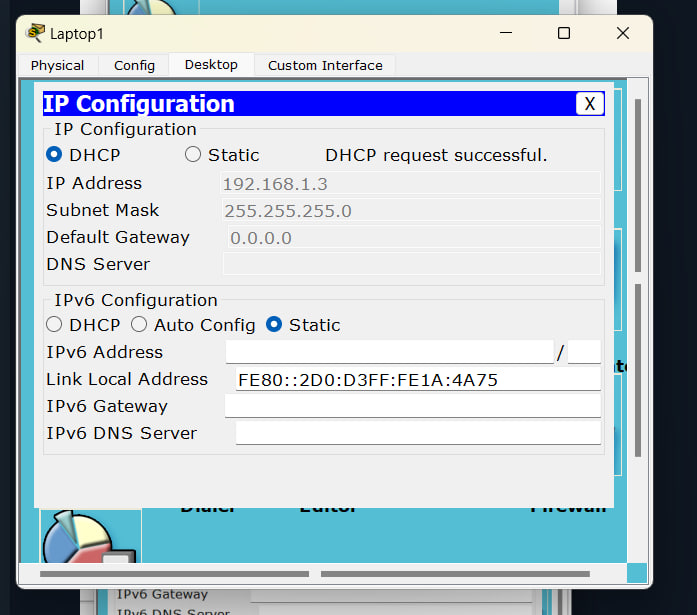 Laptop1
Physical Config Desktop Custom Interface
IP Configuration X
IP Configuration
DHCP Static DHCP request successful.
IP Address 192.168.1.3
Subnet Mask 255.255.255.0
Default Gateway 0.0.0.0
DNS Server
IPv6 Configuration
DHCP Auto Config Static
IPv6 Address /
Link Local Address FE80::2D0:D3FF:FE1A:4A75
IPv6 Gateway
IPv6 DNS Server
Dialer Editor Firewall
IPv6 Gateway
IPv6 DNS Server